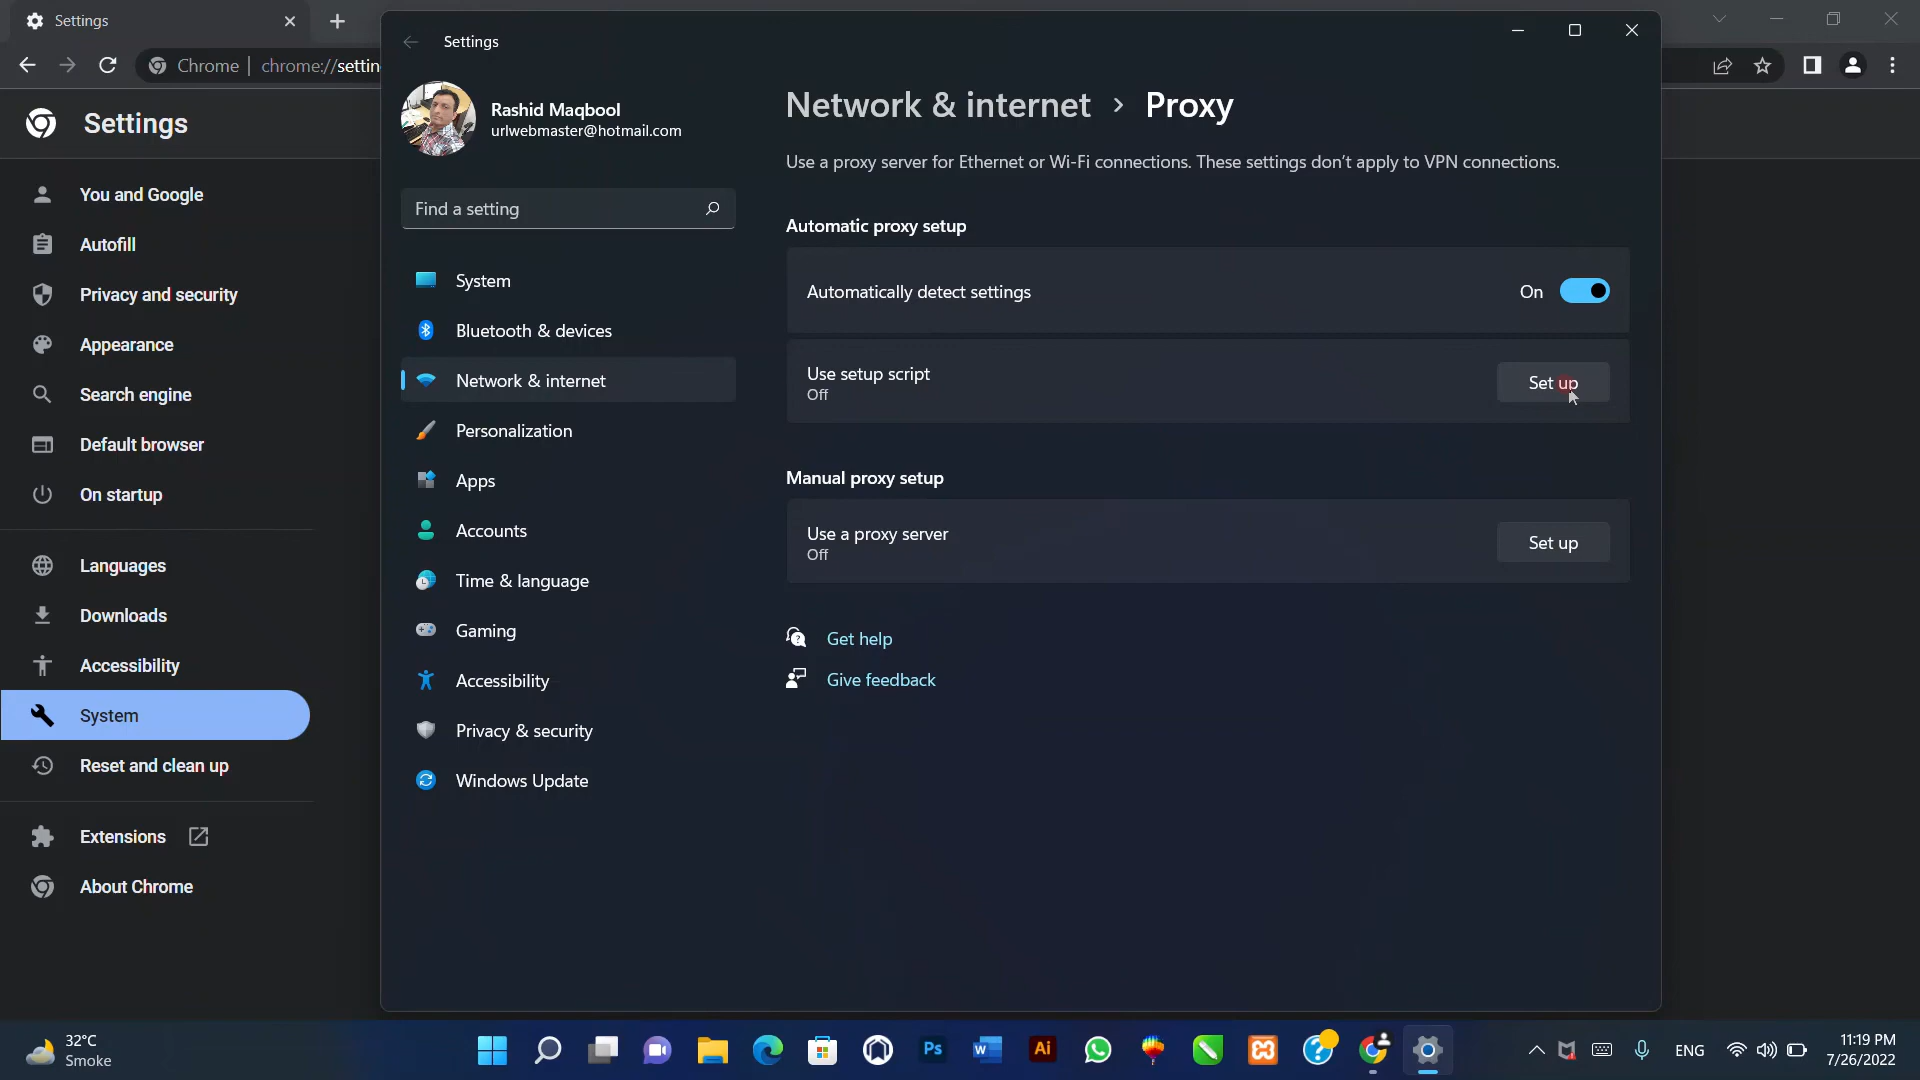 Settings
Chrome | chrome://settin
Settings
You and Google
Autofill
Privacy and security
Appearance
Search engine
Default browser
On startup
Languages
Downloads
Accessibility
System
Reset and clean up
Extensions
About Chrome
Settings
Rashid Maqbool
urlwebmaster@hotmail.com
Find a setting
System
Bluetooth & devices
Network & internet
Personalization
Apps
Accounts
Time & language
Gaming
Accessibility
Privacy & security
Windows Update
Network & internet › Proxy
Use a proxy server for Ethernet or Wi-Fi connections. These settings don't apply to VPN connections.
Automatic proxy setup
Automatically detect settings On
Use setup script
Off
Set up
Manual proxy setup
Use a proxy server
Off
Set up
Get help
Give feedback
32°C
Smoke
Ps
W
Ai
ENG
11:19 PM
7/26/2022